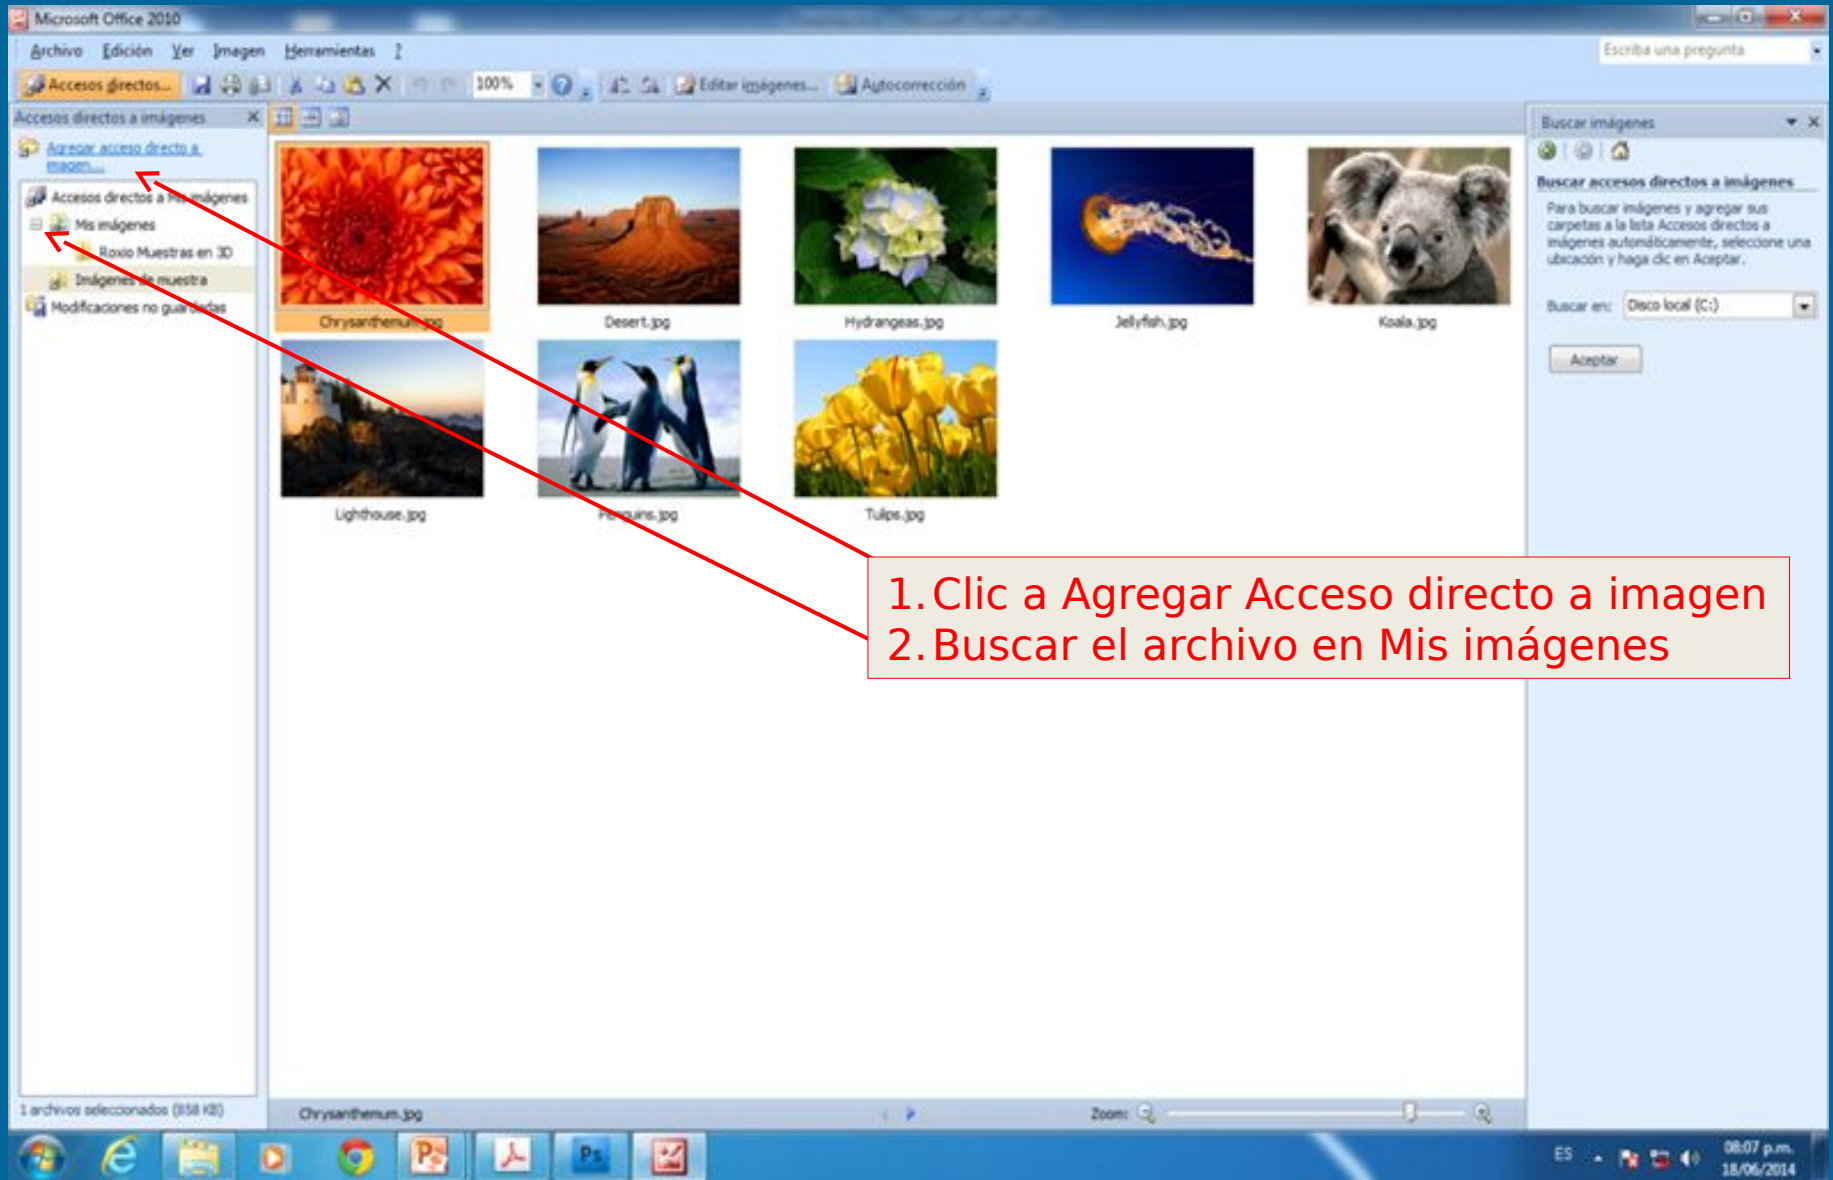 Microsoft Office 2010
Archivo Edición Ver Imagen Herramientas ?
Escriba una pregunta
Accesos directos... 100% Editar imágenes... Autocorrección
Accesos directos a imágenes
Agregar acceso directo a
imagen...
Accesos directos a Mis imágenes
Mis imágenes
Roxio Muestras en 3D
Imágenes de muestra
Modificaciones no guardadas
Chrysanthemum.jpg
Desert.jpg
Hydrangeas.jpg
Jellyfish.jpg
Koala.jpg
Lighthouse.jpg
Penguins.jpg
Tulips.jpg
Buscar imágenes
Buscar accesos directos a imágenes
Para buscar imágenes y agregar sus
carpetas a la lista Accesos directos a
imágenes automáticamente, seleccione una
ubicación y haga clic en Aceptar.
Buscar en: Disco local (C:)
Aceptar
1. Clic a Agregar Acceso directo a imagen
2. Buscar el archivo en Mis imágenes
1 archivos seleccionados (858 KB)
Chrysanthemum.jpg
Zoom:
Ps
ES
08:07 p.m.
18/06/2014